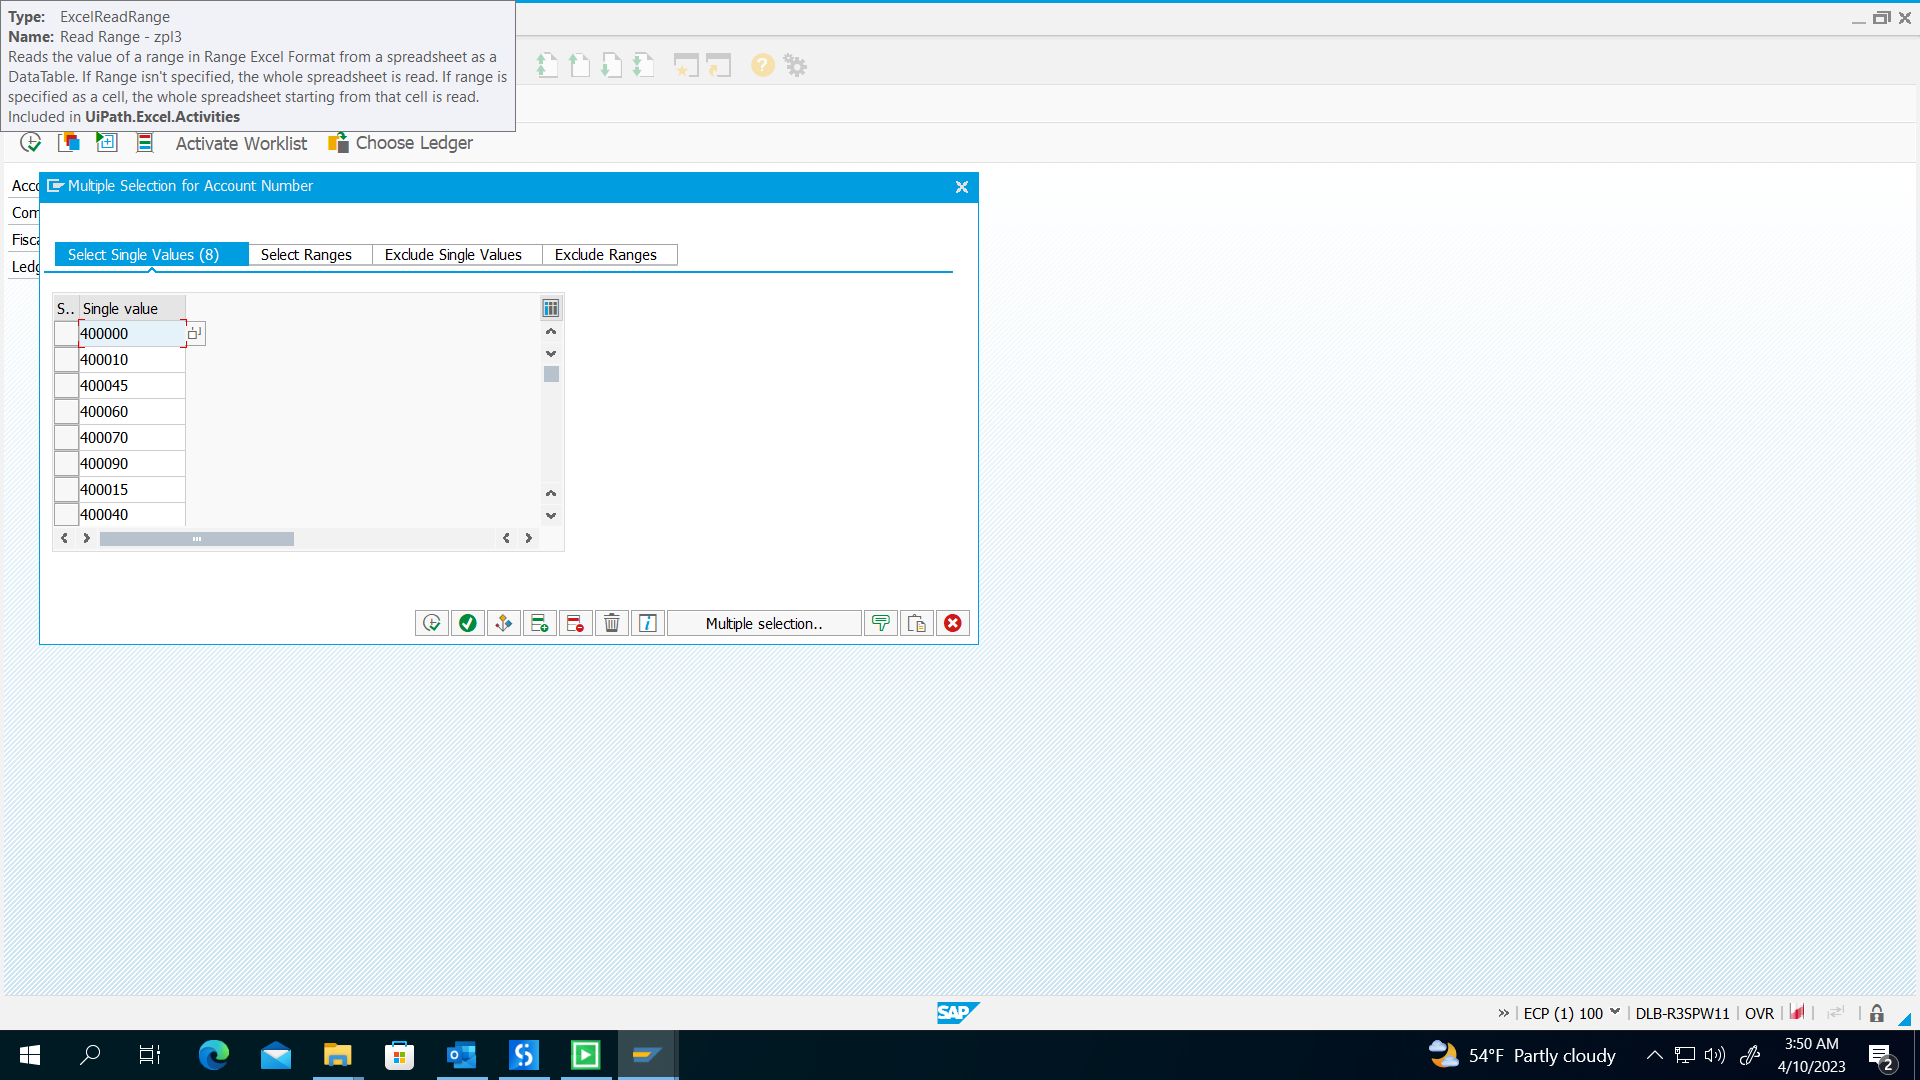 Type: ExcelReadRange
Name: Read Range - zpl3
Reads the value of a range in Range Excel Format from a spreadsheet as a
DataTable. If Range isn't specified, the whole spreadsheet is read. If range is
specified as a cell, the whole spreadsheet starting from that cell is read.
Included in UiPath.Excel.Activities
Activate Worklist Choose Ledger
Acco
Com
Fisca
Ledg
Multiple Selection for Account Number
Select Single Values (8) Select Ranges Exclude Single Values Exclude Ranges
S.. Single value
400000
400010
400045
400060
400070
400090
400015
400040
Multiple selection..
SAP
ECP (1) 100 DLB-R3SPW11 OVR
54°F Partly cloudy
3:50 AM
4/10/2023
2